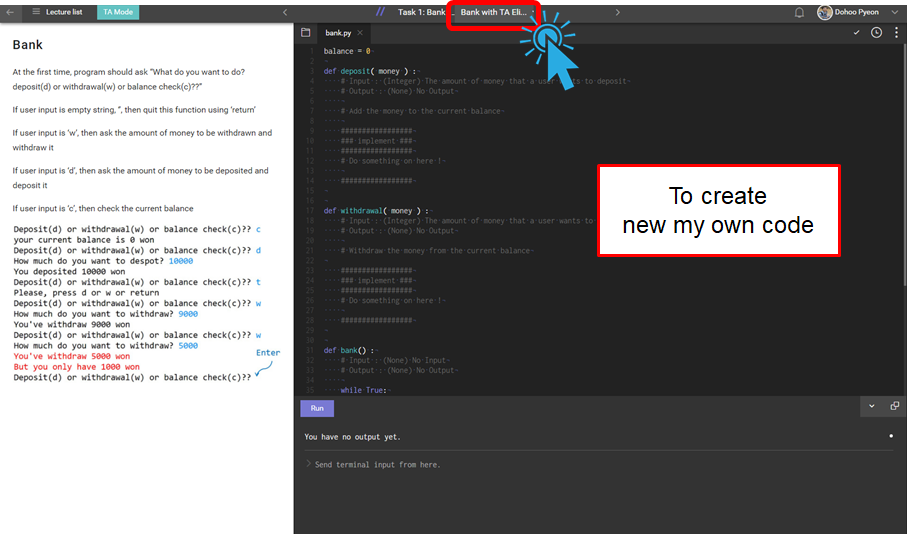 Lecture list
TA Mode
// Task 1: Bank ...
Bank with TA Eli...
Dohoo Pyeon
Bank
At the first time, program should ask "What do you want to do?
deposit(d) or withdrawal(w) or balance check(c)??"
If user input is empty string, '', then quit this function using 'return'
If user input is 'w', then ask the amount of money to be withdrawn and
withdraw it
If user input is 'd', then ask the amount of money to be deposited and
deposit it
If user input is 'c', then check the current balance
Deposit(d) or withdrawal(w) or balance check(c)?? c
your current balance is 0 won
Deposit(d) or withdrawal(w) or balance check(c)?? d
How much do you want to despot? 10000
You deposited 10000 won
Deposit(d) or withdrawal(w) or balance check(c)?? t
Please, press d or w or return
Deposit(d) or withdrawal(w) or balance check(c)?? w
How much do you want to withdraw? 9000
You've withdraw 9000 won
Deposit(d) or withdrawal(w) or balance check(c)?? w
How much do you want to withdraw? 5000
You've withdraw 5000 won
But you only have 1000 won
Deposit(d) or withdrawal(w) or balance check(c)??
Enter
bank.py
1 balance = 0
2
3 def deposit( money ) :
4 # Input : (Integer) The amount of money that a user wants to deposit
5 # Output : (None) No Output
6
7 # Add the money to the current balance
8
9 #################
10 ### implement ###
11 #################
12 # Do something on here !
13
14 #################
15
16
17 def withdrawal( money ) :
18 # Input : (Integer) The amount of money that a user wants to
19 # Output : (None) No Output
20
21 # Withdraw the money from the current balance
22
23 #################
24 ### implement ###
25 #################
26 # Do something on here !
27
28 #################
29
30
31 def bank() :
32 # Input : (None) No Input
33 # Output : (None) No Output
34
35 while True:
To create
new my own code
Run
You have no output yet.
Send terminal input from here.